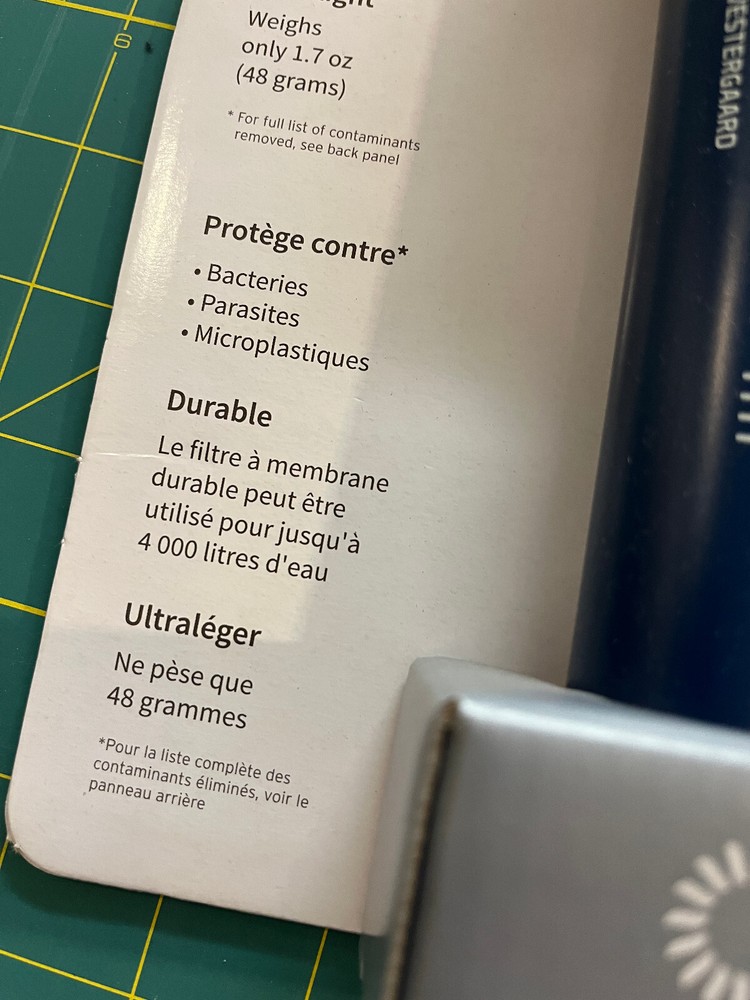 6
Weighs
only 1.7 oz
(48 grams)
* For full list of contaminants
removed, see back panel
Protège contre*
• Bacteries
• Parasites
• Microplastiques
Durable
Le filtre à membrane
durable peut être
utilisé pour jusqu'à
4 000 litres d'eau
Ultraléger
Ne pèse que
48 grammes
*Pour la liste complète des
contaminants éliminés, voir le
panneau arrière
VESTERGAARD